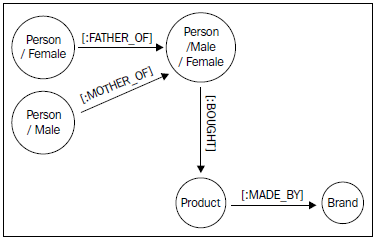 Person
/ Female
[:FATHER_OF]
Person
/Male
/ Female
[:MOTHER_OF]
Person
/ Male
[:BOUGHT]
Product
[:MADE_BY]
Brand